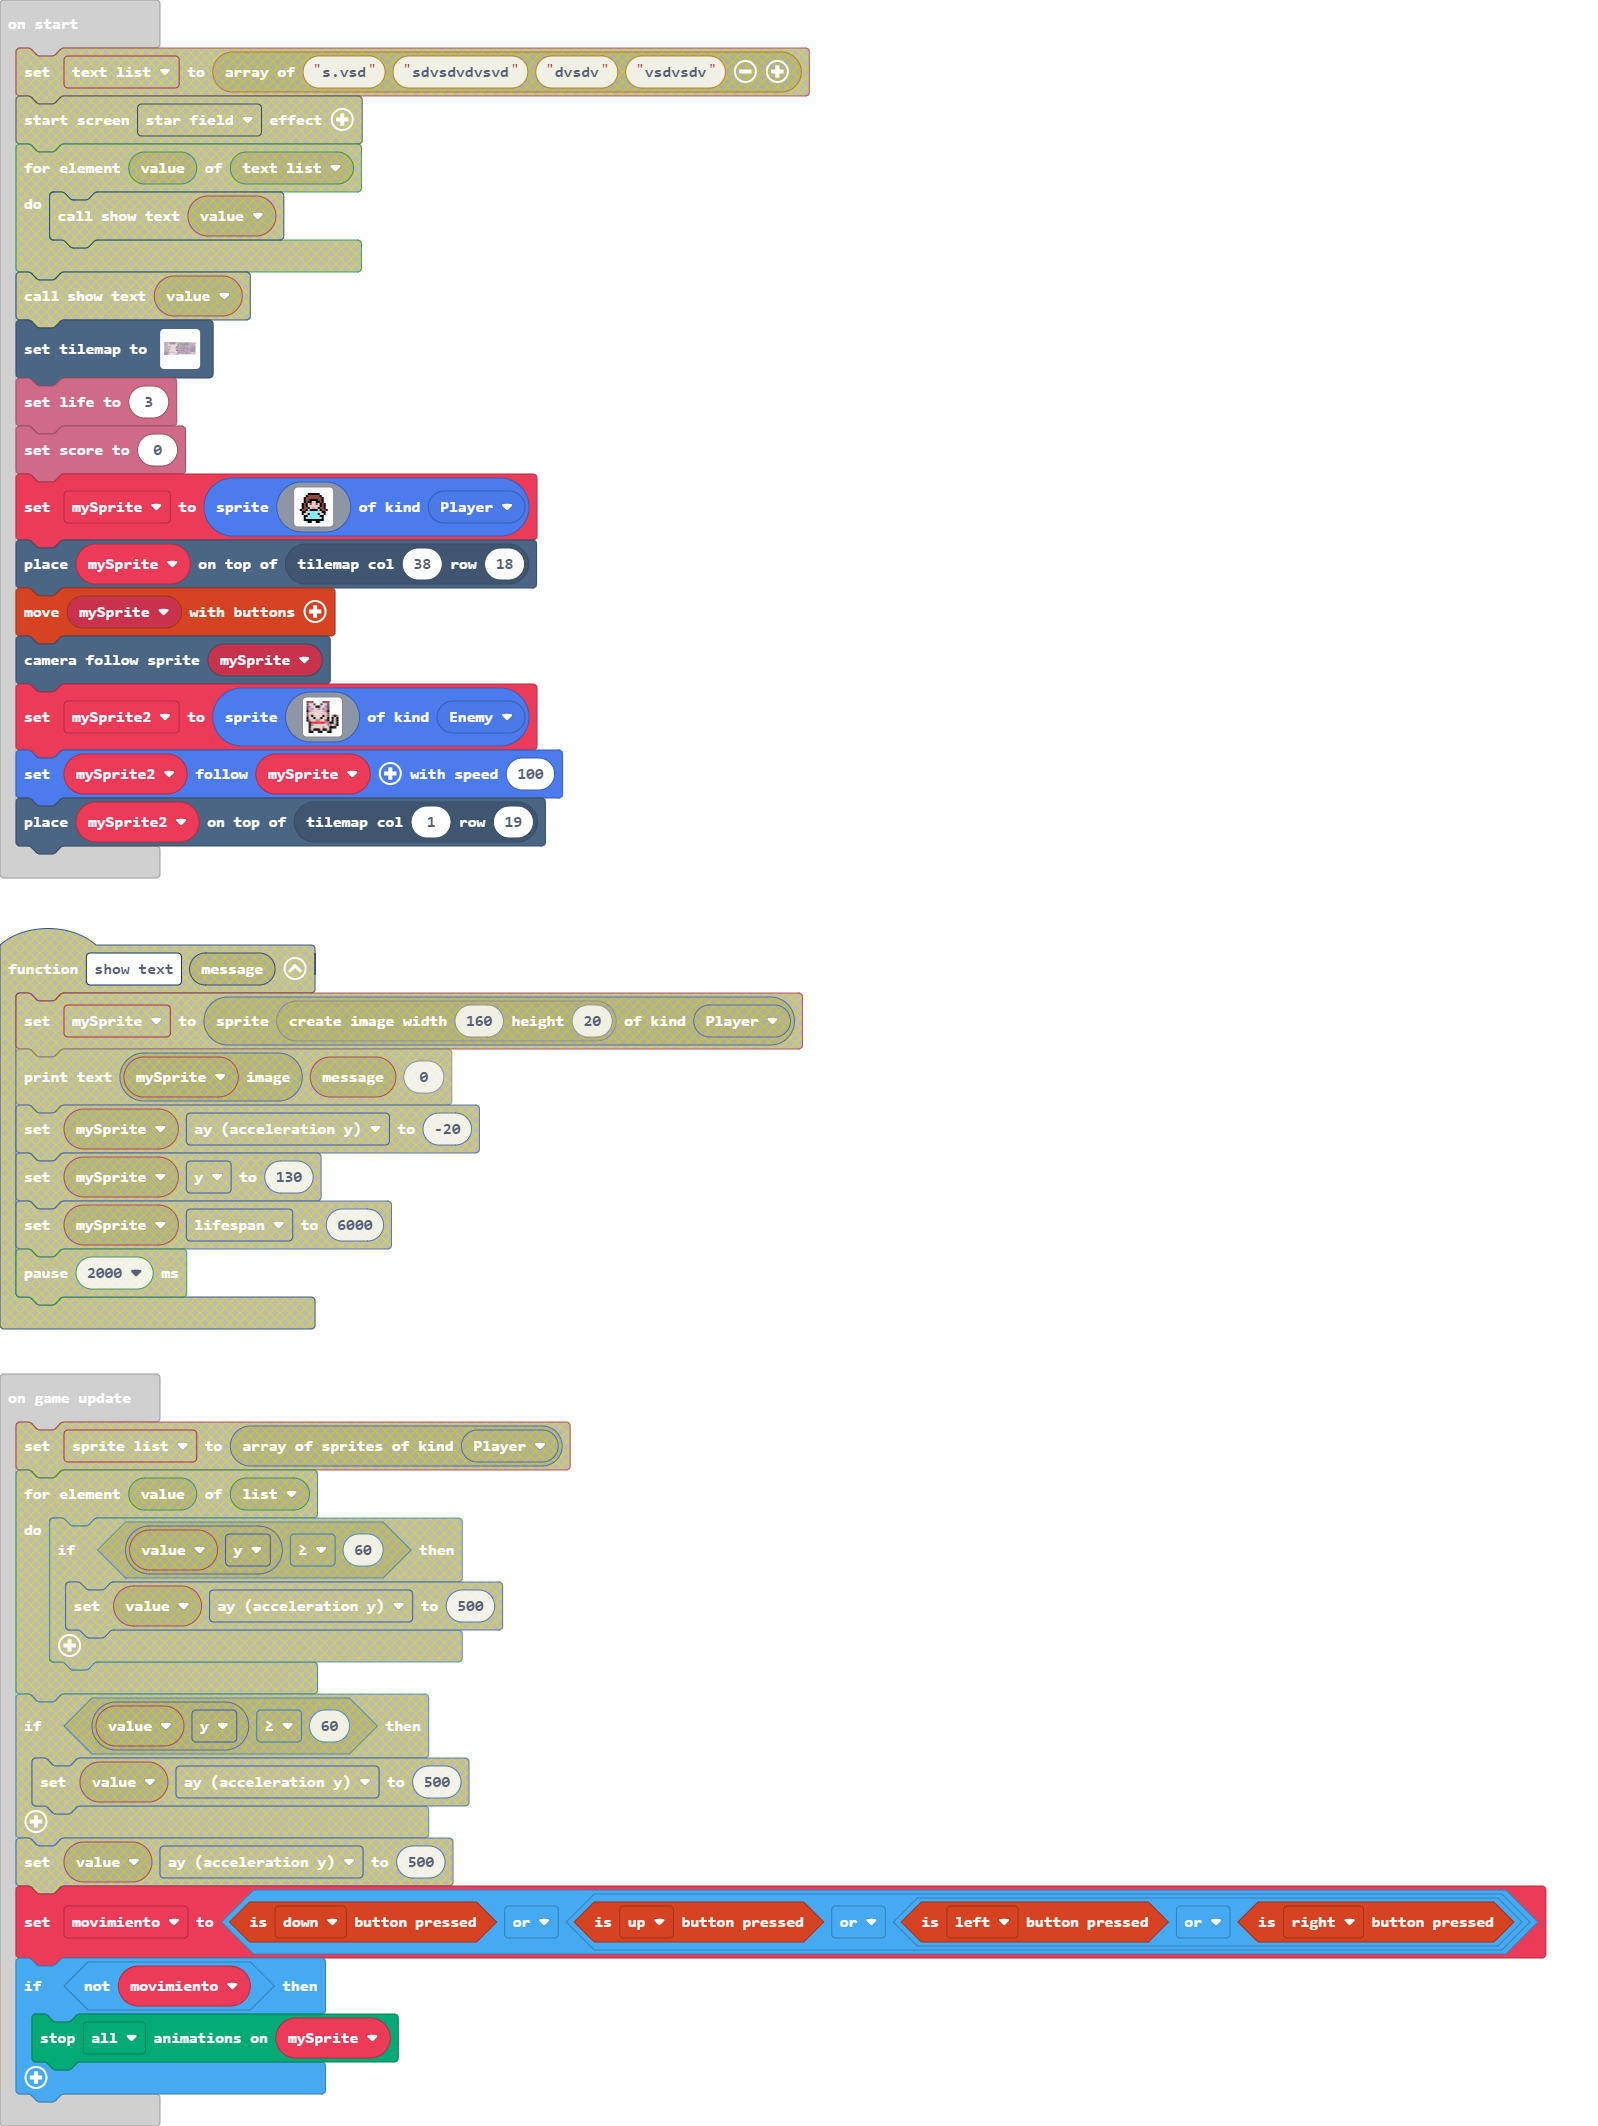 on start
set text list to array of "s.vsd" "sdvsdvdvsvd" "dvsdv" "vsdvsdv"
start screen star field effect
for element value of text list
do
call show text value
call show text value
set tilemap to
set life to 3
set score to 0
set mySprite to sprite of kind Player
place mySprite on top of tilemap col 38 row 18
move mySprite with buttons
camera follow sprite mySprite
set mySprite2 to sprite of kind Enemy
set mySprite2 follow mySprite with speed 100
place mySprite2 on top of tilemap col 1 row 19
function show text message
set mySprite to sprite create image width 160 height 20 of kind Player
print text mySprite image message 0
set mySprite ay (acceleration y) to -20
set mySprite y to 130
set mySprite lifespan to 6000
pause 2000 ms
on game update
set sprite list to array of sprites of kind Player
for element value of list
do
if value y ≥ 60 then
set value ay (acceleration y) to 500
if value y ≥ 60 then
set value ay (acceleration y) to 500
set value ay (acceleration y) to 500
set movimiento to is down button pressed or is up button pressed or is left button pressed or is right button pressed
if not movimiento then
stop all animations on mySprite